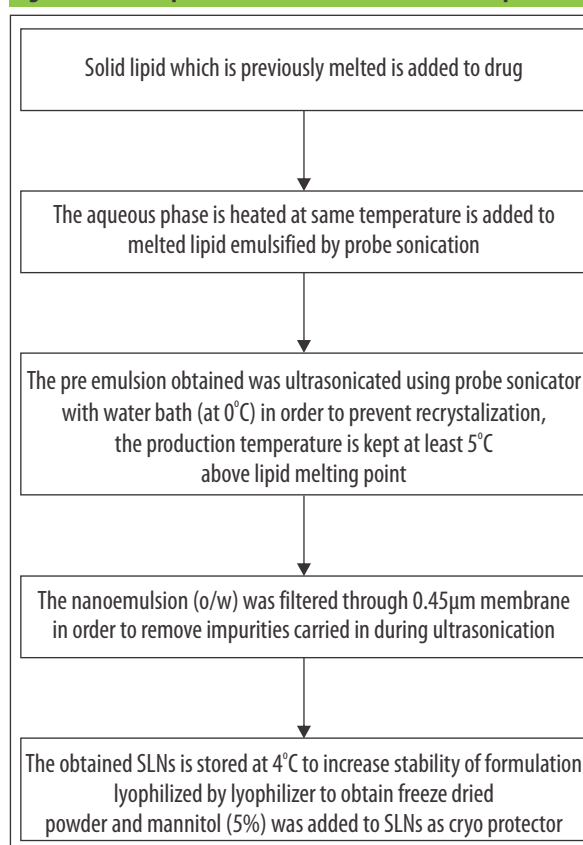 Solid lipid which is previously melted is added to drug
The aqueous phase is heated at same temperature is added to
melted lipid emulsified by probe sonication
The pre emulsion obtained was ultrasonicated using probe sonicator
with water bath (at 0°C) in order to prevent recrystalization,
the production temperature is kept at least 5°C
above lipid melting point
The nanoemulsion (o/w) was filtered through 0.45μm membrane
in order to remove impurities carried in during ultrasonication
The obtained SLNs is stored at 4°C to increase stability of formulation
lyophilized by lyophilizer to obtain freeze dried
powder and mannitol (5%) was added to SLNs as cryo protector